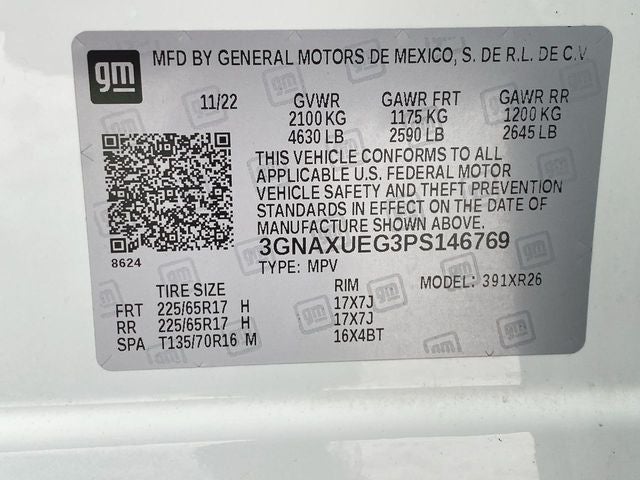 gm MFD BY GENERAL MOTORS DE MEXICO, S. DE R.L. DE C.V
11/22 GVWR GAWR FRT GAWR RR
2100 KG 1175 KG 1200 KG
4630 LB 2590 LB 2645 LB
THIS VEHICLE CONFORMS TO ALL
APPLICABLE U.S. FEDERAL MOTOR
VEHICLE SAFETY AND THEFT PREVENTION
STANDARDS IN EFFECT ON THE DATE OF
MANUFACTURE SHOWN ABOVE.
3GNAXUEG3PS146769
8624
TYPE: MPV
MODEL: 391XR26
TIRE SIZE RIM
FRT 225/65R17 H 17X7J
RR 225/65R17 H 17X7J
SPA T135/70R16 M 16X4BT